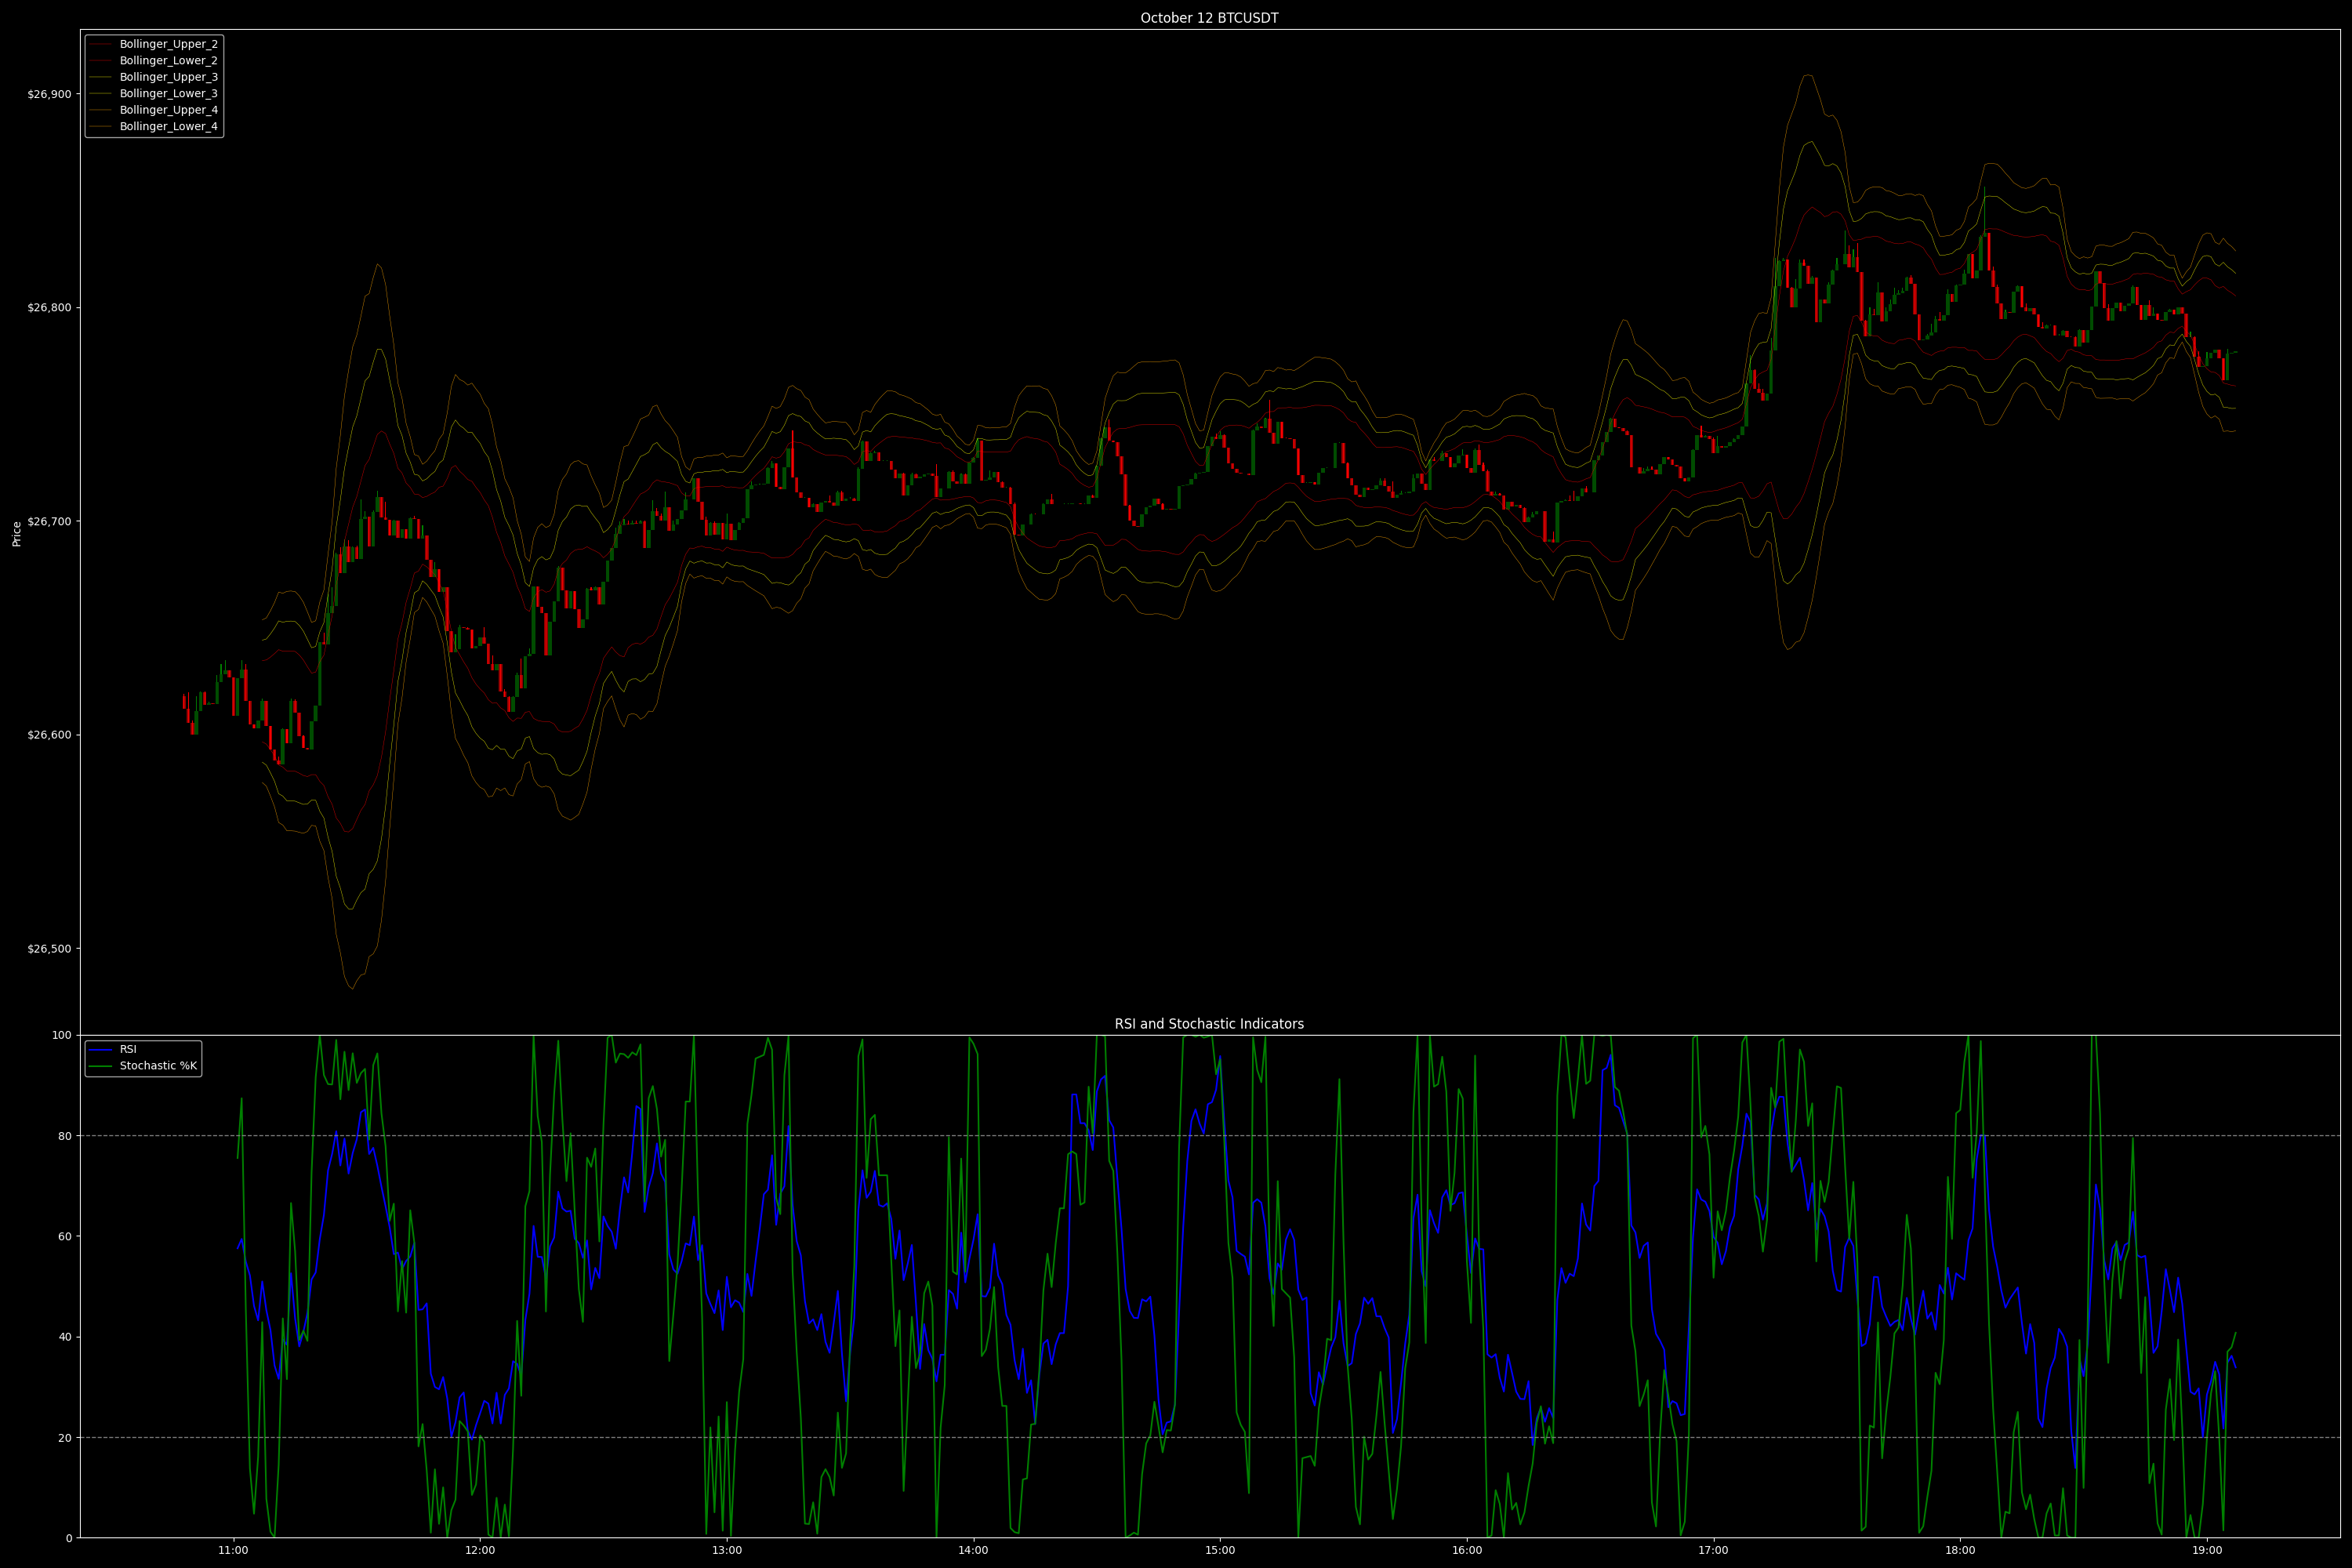 October 12 BTCUSDT
Bollinger_Upper_2
Bollinger_Lower_2
Bollinger_Upper_3
Bollinger_Lower_3
Bollinger_Upper_4
Bollinger_Lower_4
$26,900
$26,800
$26,700
$26,600
$26,500
Price
RSI and Stochastic Indicators
RSI
Stochastic %K
100
80
60
40
20
0
11:00 12:00 13:00 14:00 15:00 16:00 17:00 18:00 19:00